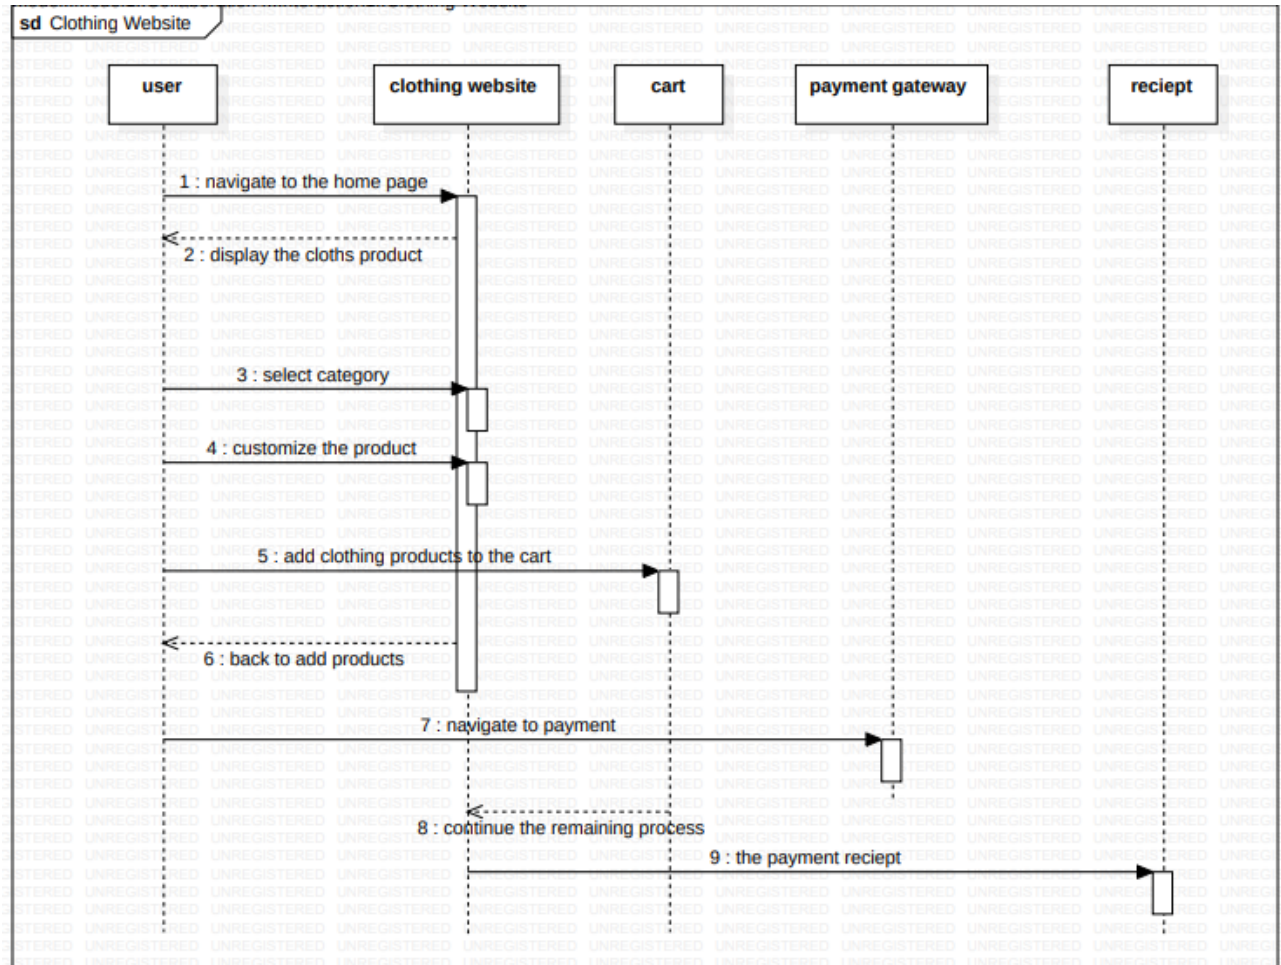 sd Clothing Website
user
clothing website
cart
payment gateway
reciept
1 : navigate to the home page
2 : display the cloths product
3 : select category
4 : customize the product
5 : add clothing products to the cart
6 : back to add products
7 : navigate to payment
8 : continue the remaining process
9 : the payment reciept
UNREGISTERED